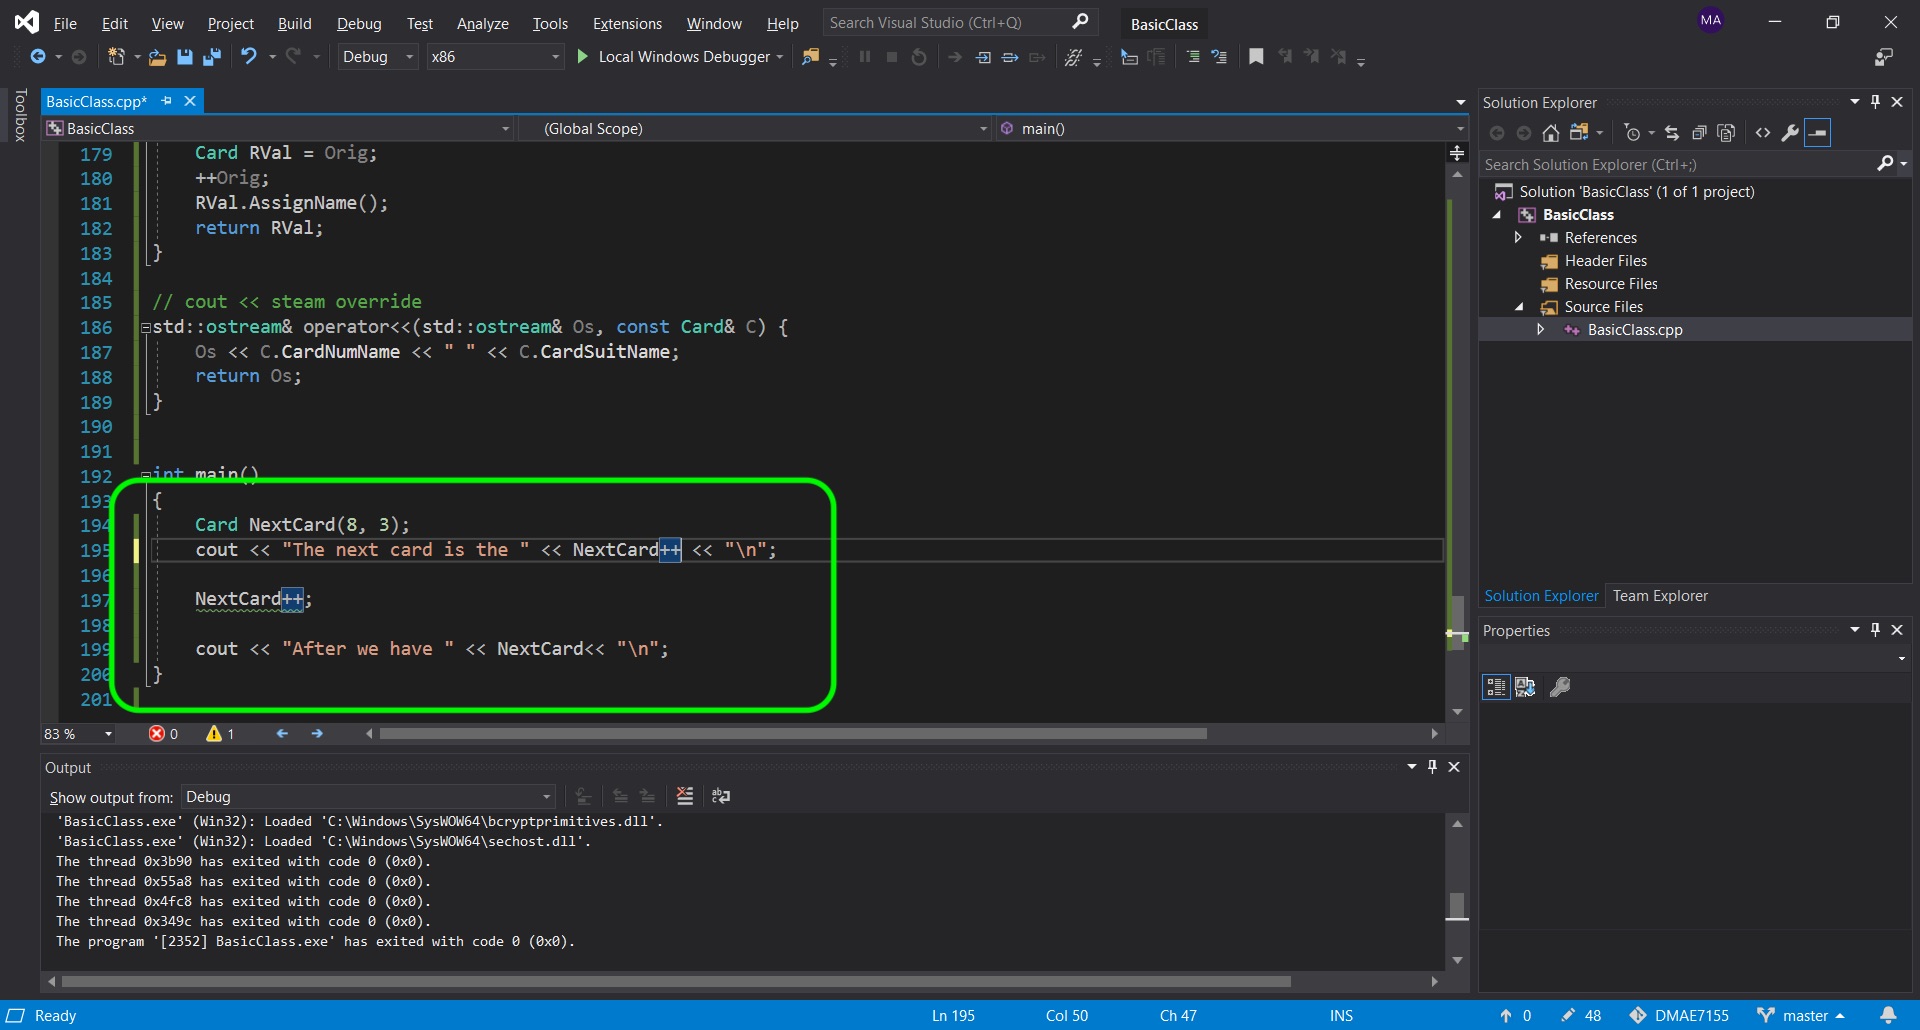 File Edit View Project Build Debug Test Analyze Tools Extensions Window Help Search Visual Studio (Ctrl+Q) BasicClass MA
Debug x86 Local Windows Debugger
Toolbox
BasicClass.cpp*
BasicClass (Global Scope) main()
179 Card RVal = Orig;
180 ++Orig;
181 RVal.AssignName();
182 return RVal;
183 }
184
185 // cout << steam override
186 std::ostream& operator<<(std::ostream& Os, const Card& C) {
187 Os << C.CardNumName << " " << C.CardSuitName;
188 return Os;
189 }
190
191
192 int main()
193 {
194 Card NextCard(8, 3);
195 cout << "The next card is the " << NextCard++ << "\n";
196
197 NextCard++;
198
199 cout << "After we have " << NextCard<< "\n";
200 }
201
83 % 0 1
Output
Show output from: Debug
'BasicClass.exe' (Win32): Loaded 'C:\Windows\SysWOW64\bcryptprimitives.dll'.
'BasicClass.exe' (Win32): Loaded 'C:\Windows\SysWOW64\sechost.dll'.
The thread 0x3b90 has exited with code 0 (0x0).
The thread 0x55a8 has exited with code 0 (0x0).
The thread 0x4fc8 has exited with code 0 (0x0).
The thread 0x349c has exited with code 0 (0x0).
The program '[2352] BasicClass.exe' has exited with code 0 (0x0).
Solution Explorer
Search Solution Explorer (Ctrl+;)
Solution 'BasicClass' (1 of 1 project)
BasicClass
References
Header Files
Resource Files
Source Files
BasicClass.cpp
Solution Explorer Team Explorer
Properties
Ready Ln 195 Col 50 Ch 47 INS 0 48 DMAE7155 master